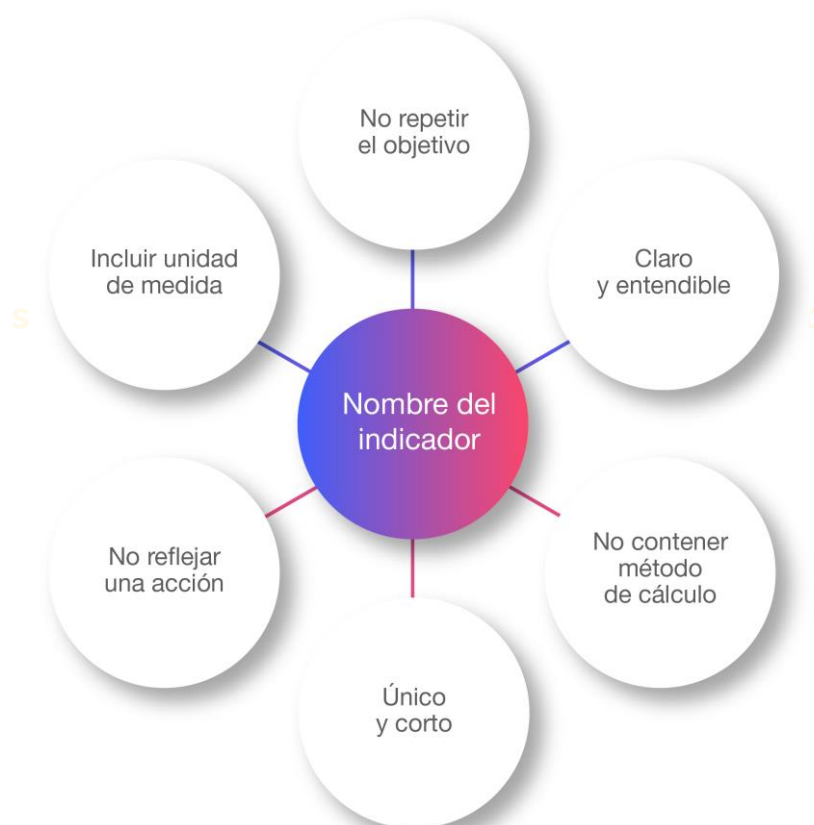 No repetir
el objetivo
Incluir unidad
de medida
Claro
y entendible
Nombre del
indicador
No reflejar
una acción
No contener
método
de cálculo
Único
y corto